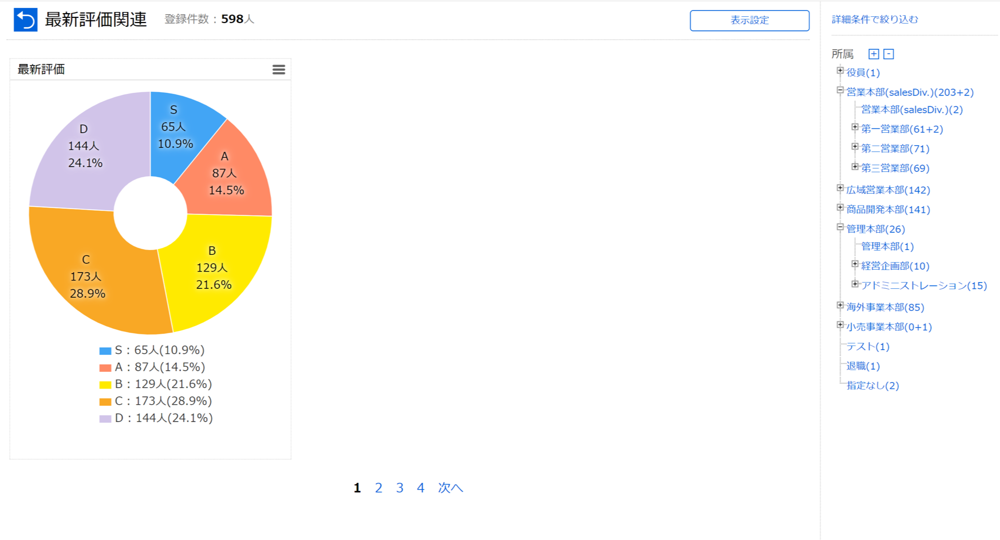 最新評価関連
登録件数：598人
表示設定
最新評価
S
65人
10.9%
A
87人
14.5%
B
129人
21.6%
C
173人
28.9%
D
144人
24.1%
S：65人(10.9%)
A：87人(14.5%)
B：129人(21.6%)
C：173人(28.9%)
D：144人(24.1%)
1 2 3 4 次へ
詳細条件で絞り込む
所属 + -
役員(1)
営業本部(salesDiv.)(203+2)
営業本部(salesDiv.)(2)
第一営業部(61+2)
第二営業部(71)
第三営業部(69)
広域営業本部(142)
商品開発本部(141)
管理本部(26)
管理本部(1)
経営企画部(10)
アドミニストレーション(15)
海外事業本部(85)
小売事業本部(0+1)
テスト(1)
退職(1)
指定なし(2)